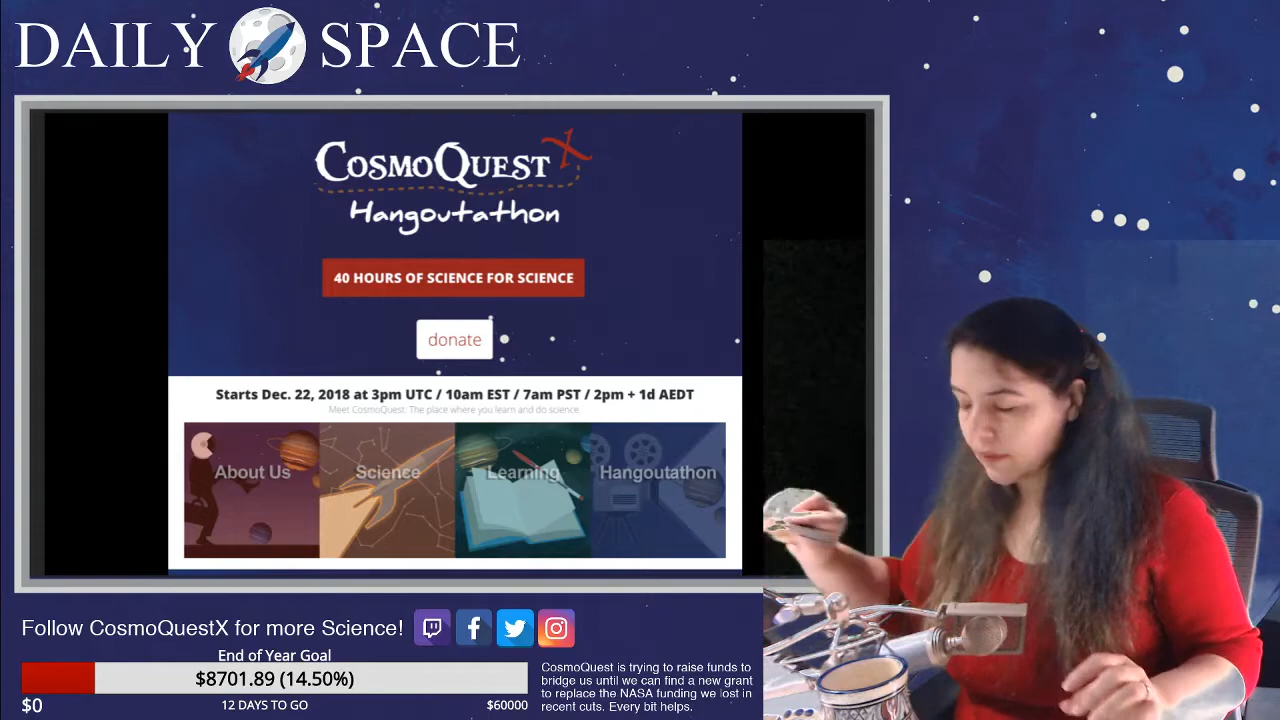 DAILY SPACE
COSMOQUEST X
Hangoutathon
40 HOURS OF SCIENCE FOR SCIENCE
donate
Starts Dec. 22, 2018 at 3pm UTC / 10am EST / 7am PST / 2pm + 1d AEDT
Meet CosmoQuest: The place where you learn and do science
About Us
Science
Learning
Hangoutathon
Follow CosmoQuestX for more Science!
End of Year Goal
$8701.89 (14.50%)
$0
12 DAYS TO GO
$60000
CosmoQuest is trying to raise funds to
bridge us until we can find a new grant
to replace the NASA funding we lost in
recent cuts. Every bit helps.